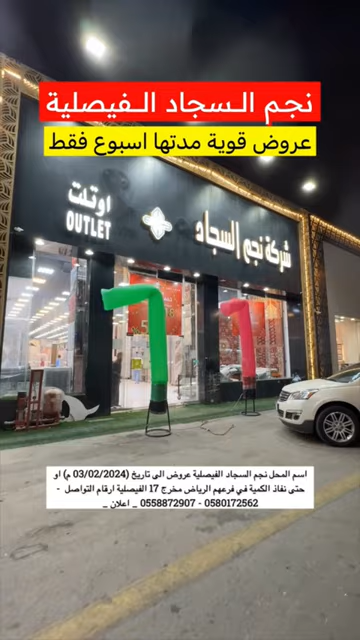 نجم السجاد الفيصلية
عروض قوية مدتها اسبوع فقط
اوتلت
OUTLET
شركة نجم السجاد
اسم المحل نجم السجاد الفيصلية عروض الى تاريخ (03/02/2024 م) او
حتى نفاذ الكمية في فرعهم الرياض مخرج 17 الفيصلية ارقام التواصل -
0580172562 - 0558872907 _ اعلان _